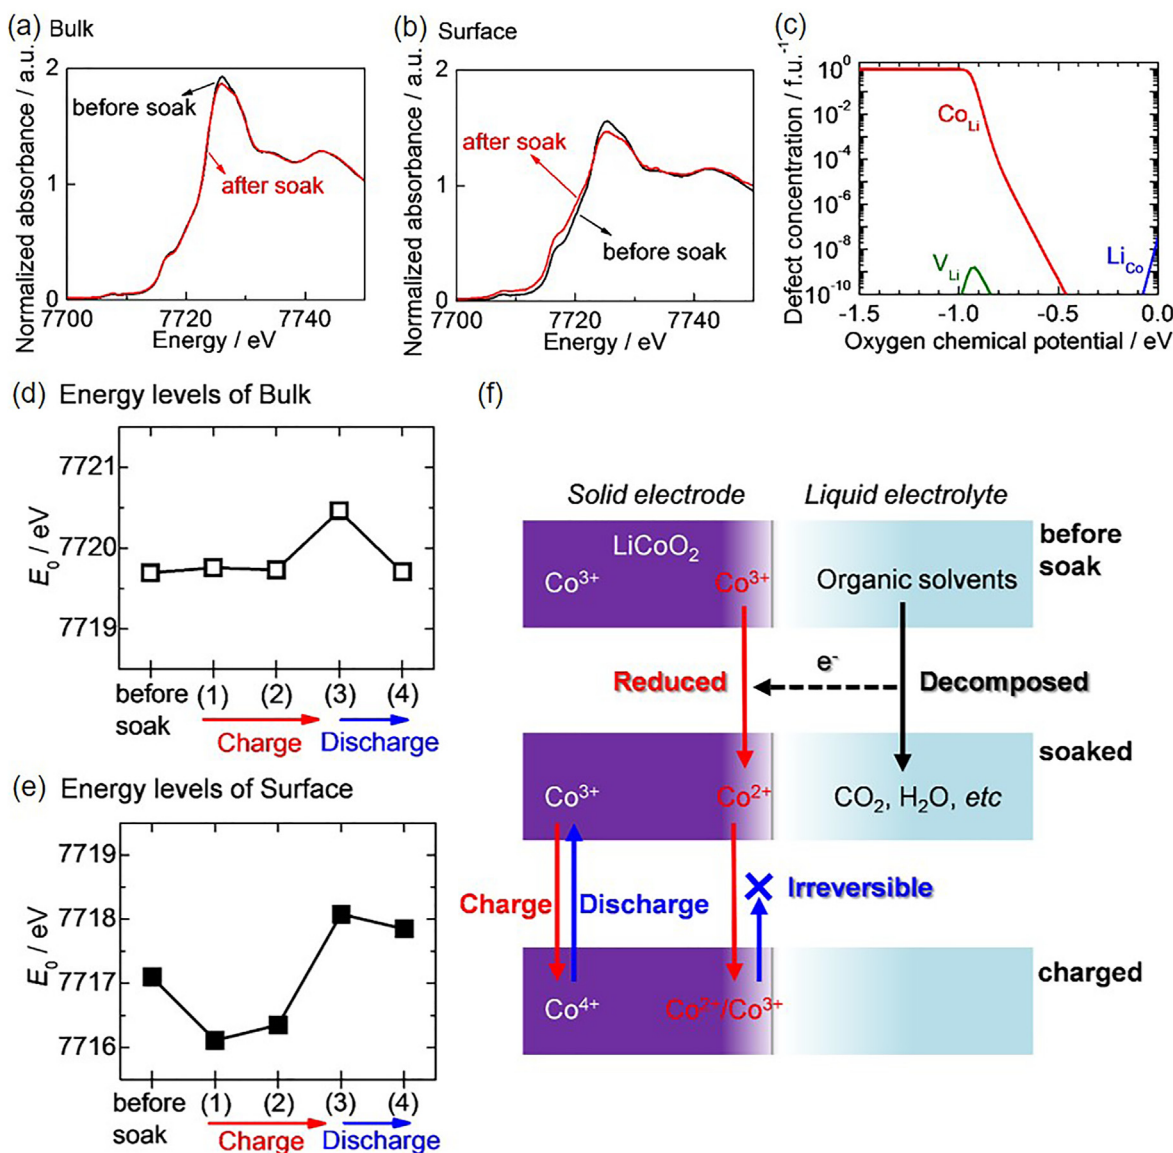 (a) Bulk
Normalized absorbance / a.u.
2
1
0
before soak
after soak
7700
7720
7740
Energy / eV
(b) Surface
Normalized absorbance / a.u.
2
1
0
after soak
before soak
7700
7720
7740
Energy / eV
(c)
Defect concentration / f.u.⁻¹
10⁰
10⁻²
10⁻⁴
10⁻⁶
10⁻⁸
10⁻¹⁰
Co_Li
V_Li
Li_Co
-1.5
-1.0
-0.5
0.0
Oxygen chemical potential / eV
(d) Energy levels of Bulk
E₀ / eV
7721
7720
7719
before
soak
(1)
(2)
(3)
(4)
Charge
Discharge
(e) Energy levels of Surface
E₀ / eV
7719
7718
7717
7716
before
soak
(1)
(2)
(3)
(4)
Charge
Discharge
(f)
Solid electrode
Liquid electrolyte
LiCoO₂
Co³⁺
Co³⁺
Organic solvents
before
soak
Reduced
e⁻
Decomposed
Co³⁺
Co²⁺
CO₂, H₂O, etc
soaked
Charge
Discharge
Irreversible
Co⁴⁺
Co²⁺/Co³⁺
charged